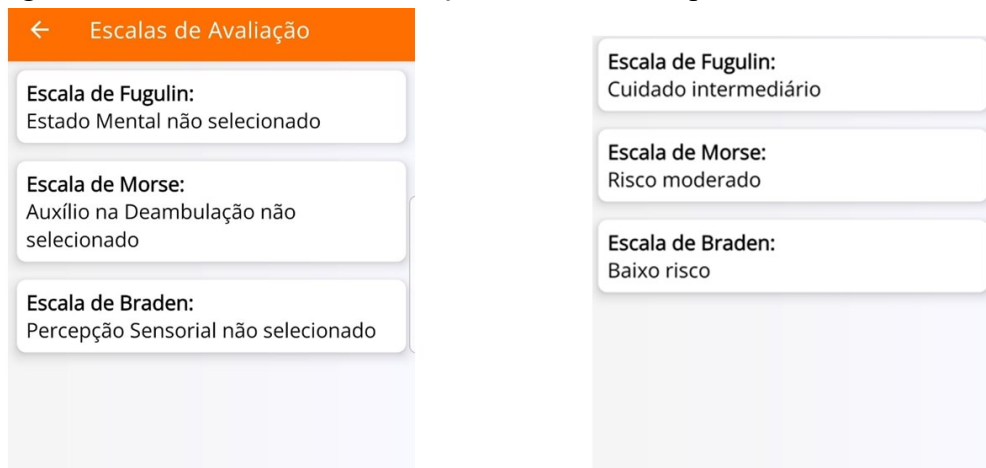 ← Escalas de Avaliação
Escala de Fugulin:
Estado Mental não selecionado
Escala de Morse:
Auxílio na Deambulação não
selecionado
Escala de Braden:
Percepção Sensorial não selecionado
Escala de Fugulin:
Cuidado intermediário
Escala de Morse:
Risco moderado
Escala de Braden:
Baixo risco